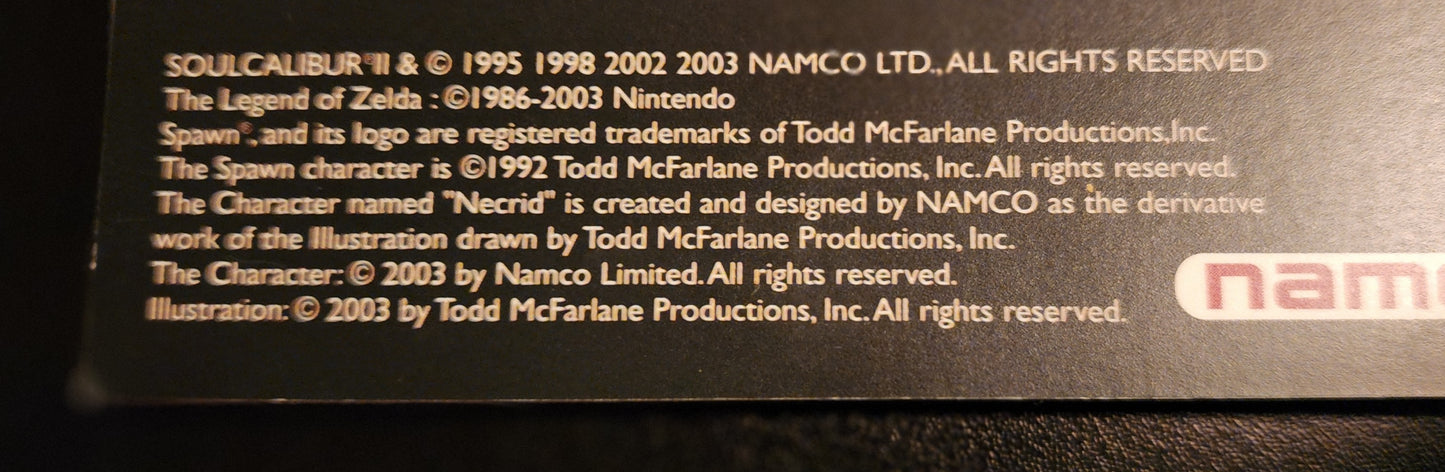 SOULCALIBUR®II & © 1995 1998 2002 2003 NAMCO LTD., ALL RIGHTS RESERVED
The Legend of Zelda : ©1986-2003 Nintendo
Spawn®, and its logo are registered trademarks of Todd McFarlane Productions,Inc.
The Spawn character is ©1992 Todd McFarlane Productions, Inc. All rights reserved.
The Character named "Necrid" is created and designed by NAMCO as the derivative
work of the Illustration drawn by Todd McFarlane Productions, Inc.
The Character: © 2003 by Namco Limited. All rights reserved.
Illustration: © 2003 by Todd McFarlane Productions, Inc. All rights reserved.